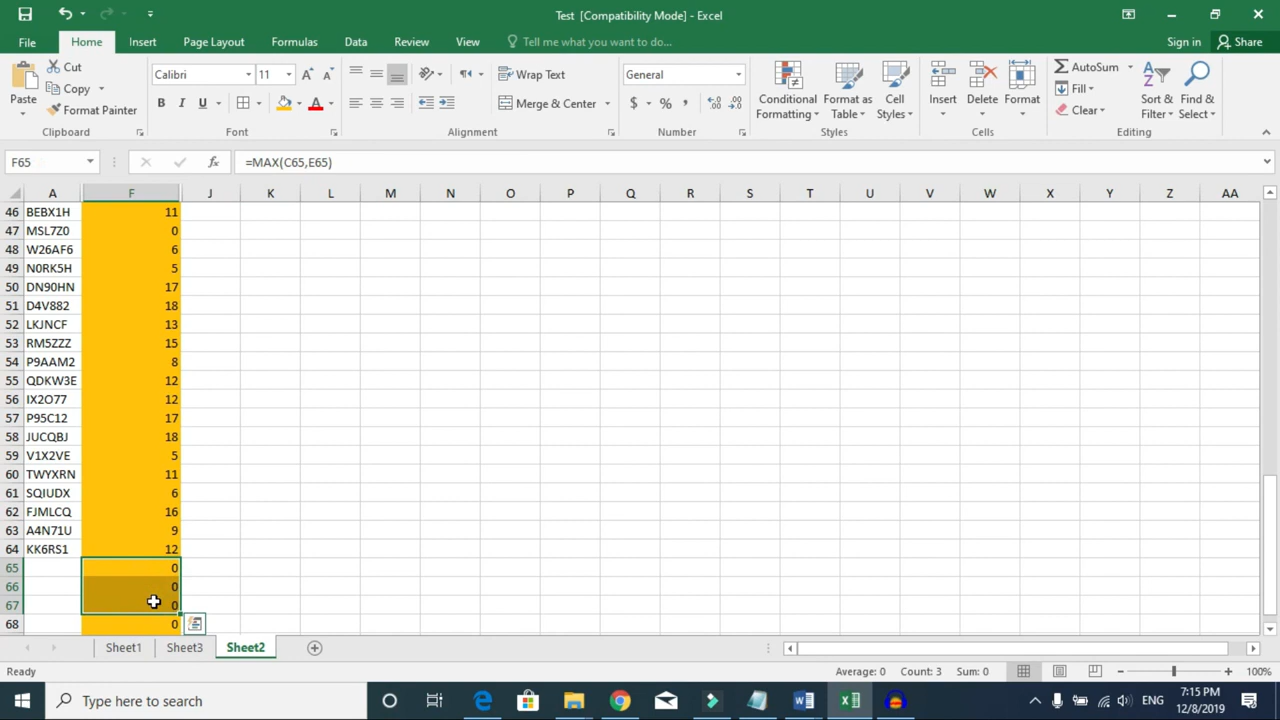 Test [Compatibility Mode] - Excel
File Home Insert Page Layout Formulas Data Review View Tell me what you want to do... Sign in Share
Paste
Cut
Copy
Format Painter
Clipboard
Calibri 11
B I U
Font
Wrap Text
Merge & Center
Alignment
General
$ % ,
Number
Conditional Formatting
Format as Table
Cell Styles
Styles
Insert
Delete
Format
Cells
AutoSum
Fill
Clear
Sort & Filter
Find & Select
Editing
F65 fx =MAX(C65,E65)
A F J K L M N O P Q R S T U V W X Y Z AA
46 BEBX1H 11
47 MSL7Z0 0
48 W26AF6 6
49 N0RK5H 5
50 DN90HN 17
51 D4V882 18
52 LKJNCF 13
53 RM5ZZZ 15
54 P9AAM2 8
55 QDKW3E 12
56 IX2O77 12
57 P95C12 17
58 JUCQBJ 18
59 V1X2VE 5
60 TWYXRN 11
61 SQIUDX 6
62 FJMLCQ 16
63 A4N71U 9
64 KK6RS1 12
65 0
66 0
67 0
68 0
Sheet1 Sheet3 Sheet2
Ready Average: 0 Count: 3 Sum: 0 100%
Type here to search
ENG
7:15 PM
12/8/2019